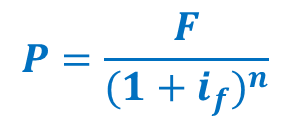 P = F / (1 + i_f)^n